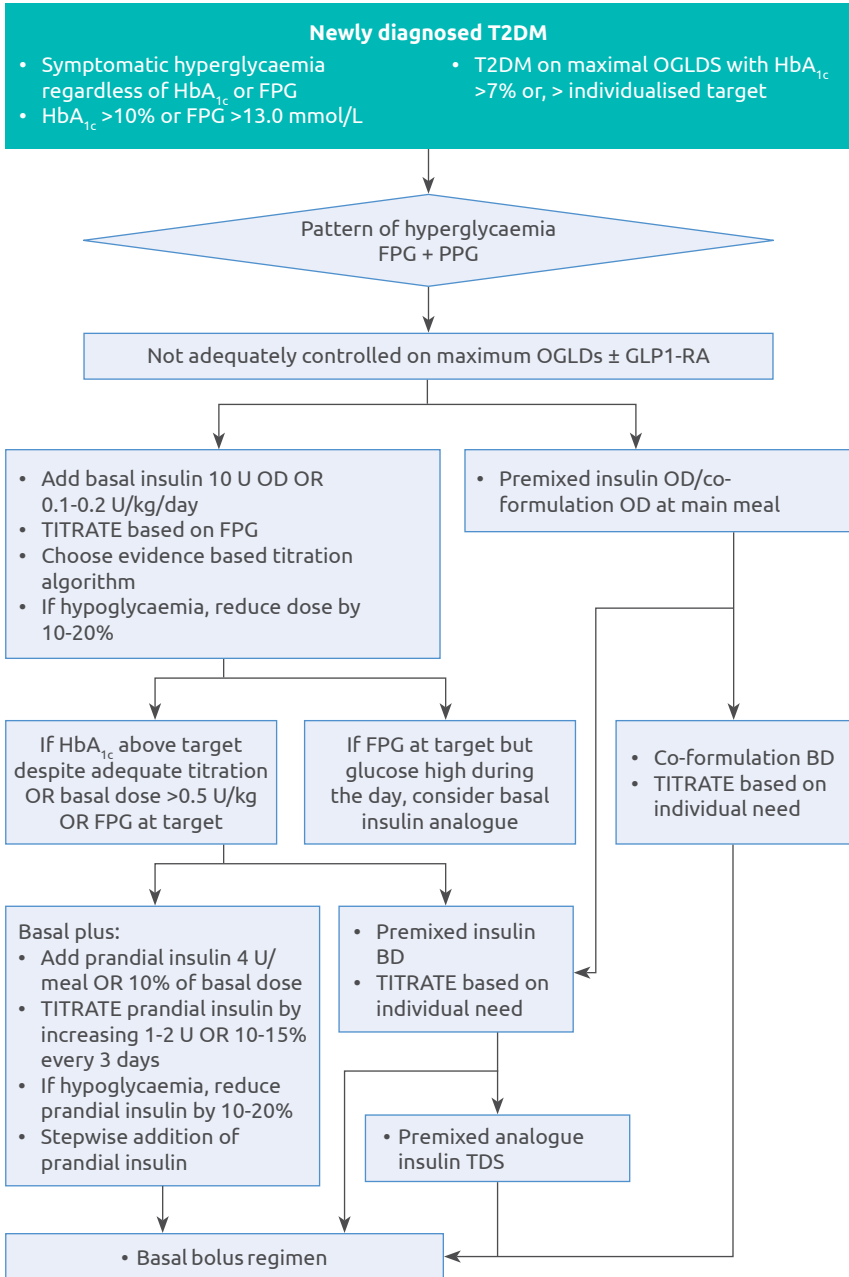 Newly diagnosed T2DM
• Symptomatic hyperglycaemia
regardless of HbA1c or FPG
• HbA1c >10% or FPG >13.0 mmol/L
• T2DM on maximal OGLDS with HbA1c
>7% or, > individualised target
Pattern of hyperglycaemia
FPG + PPG
Not adequately controlled on maximum OGLDs ± GLP1-RA
• Add basal insulin 10 U OD OR
0.1-0.2 U/kg/day
• TITRATE based on FPG
• Choose evidence based titration
algorithm
• If hypoglycaemia, reduce dose by
10-20%
• Premixed insulin OD/co-
formulation OD at main meal
If HbA1c above target
despite adequate titration
OR basal dose >0.5 U/kg
OR FPG at target
If FPG at target but
glucose high during
the day, consider basal
insulin analogue
• Co-formulation BD
• TITRATE based on
individual need
Basal plus:
• Add prandial insulin 4 U/
meal OR 10% of basal dose
• TITRATE prandial insulin by
increasing 1-2 U OR 10-15%
every 3 days
• If hypoglycaemia, reduce
prandial insulin by 10-20%
• Stepwise addition of
prandial insulin
• Premixed insulin
BD
• TITRATE based on
individual need
• Premixed analogue
insulin TDS
• Basal bolus regimen